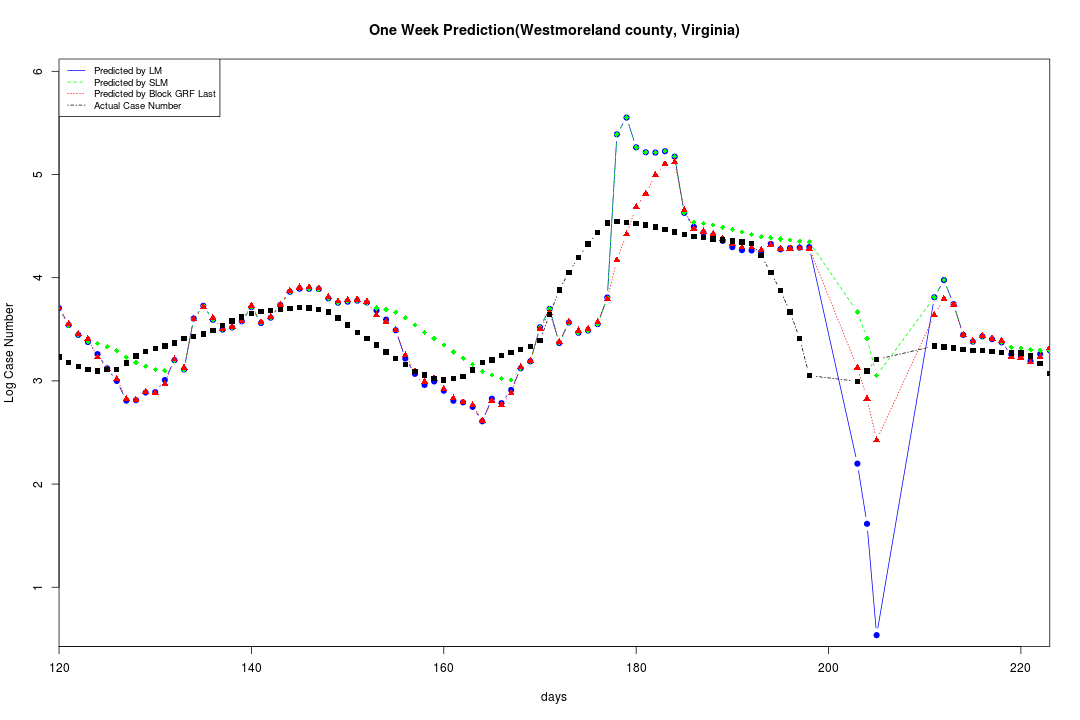 One Week Prediction(Westmoreland county, Virginia)
Predicted by LM
Predicted by SLM
Predicted by Block GRF Last
Actual Case Number
6
5
4
3
2
1
Log Case Number
120 140 160 180 200 220
days